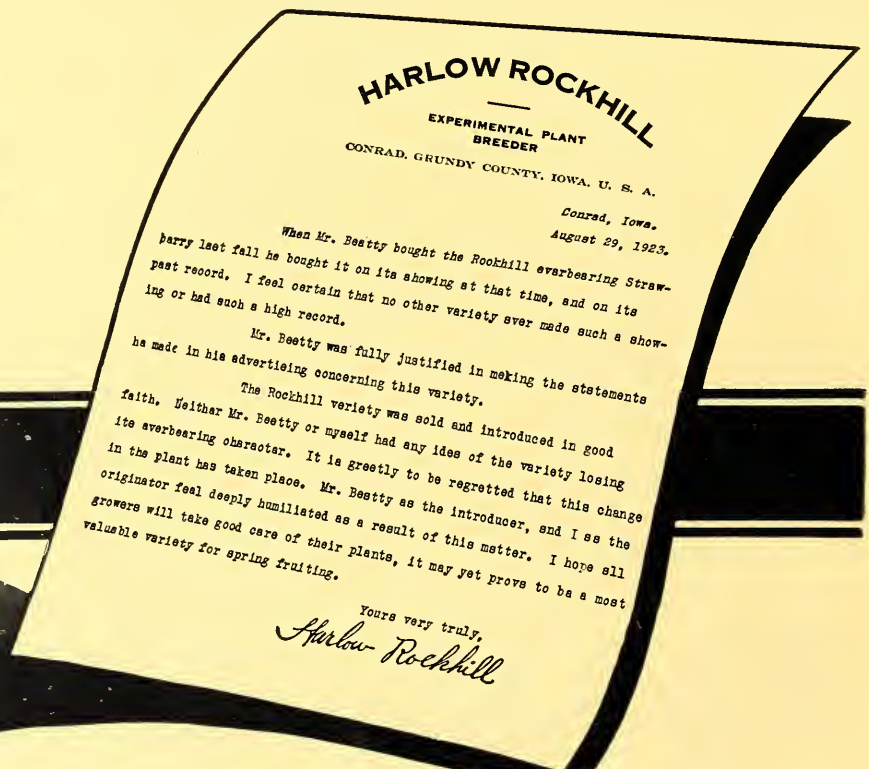 HARLOW ROCKHILL
EXPERIMENTAL PLANT
BREEDER
CONRAD, GRUNDY COUNTY, IOWA, U. S. A.
Conrad, Iowa.
August 29, 1923.
When Mr. Beatty bought the Rockhill everbearing Straw-
berry last fall he bought it on its showing at that time, and on its
past record. I feel certain that no other variety ever made such a show-
ing or had such a high record.
Mr. Beatty was fully justified in making the statements
he made in his advertising concerning this variety.
The Rockhill variety was sold and introduced in good
faith. Neither Mr. Beatty or myself had any idea of the variety losing
its everbearing character. It is greatly to be regretted that this change
in the plant has taken place. Mr. Beatty as the introducer, and I as the
originator feel deeply humiliated as a result of this matter. I hope all
growers will take good care of their plants, it may yet prove to be a most
valuable variety for spring fruiting.
Yours very truly,
Harlow Rockhill